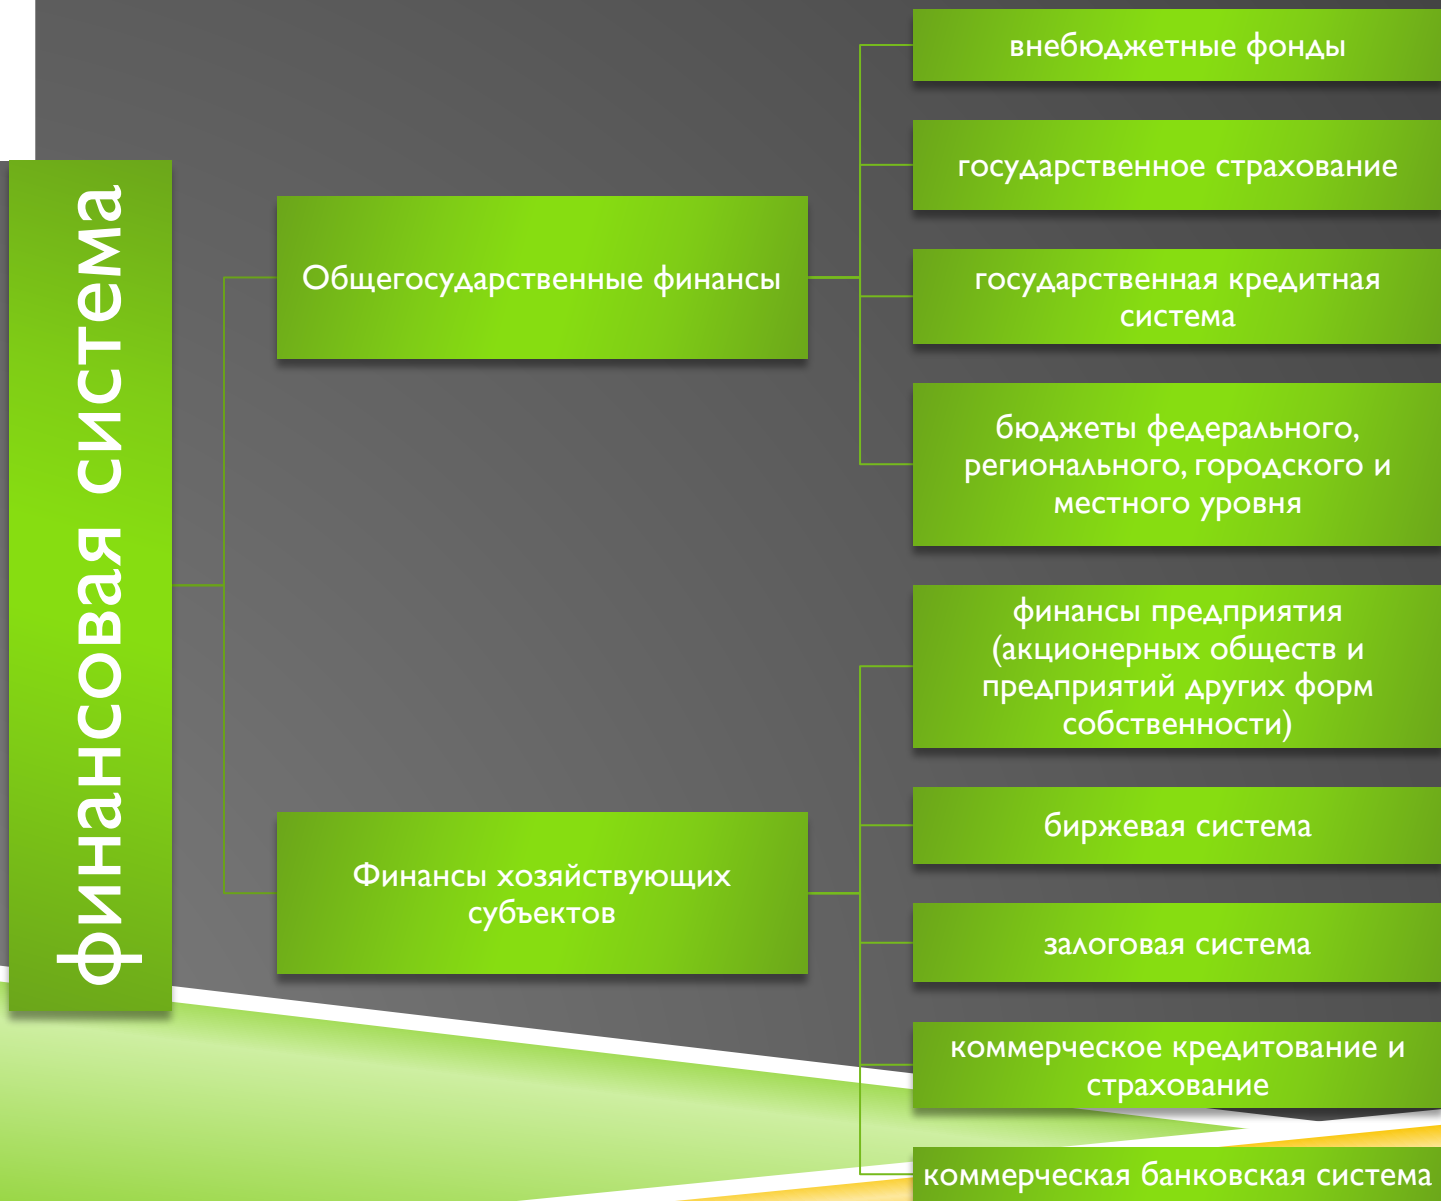 финансовая система
Общегосударственные финансы
внебюджетные фонды
государственное страхование
государственная кредитная
система
бюджеты федерального,
регионального, городского и
местного уровня
Финансы хозяйствующих
субъектов
финансы предприятия
(акционерных обществ и
предприятий других форм
собственности)
биржевая система
залоговая система
коммерческое кредитование и
страхование
коммерческая банковская система